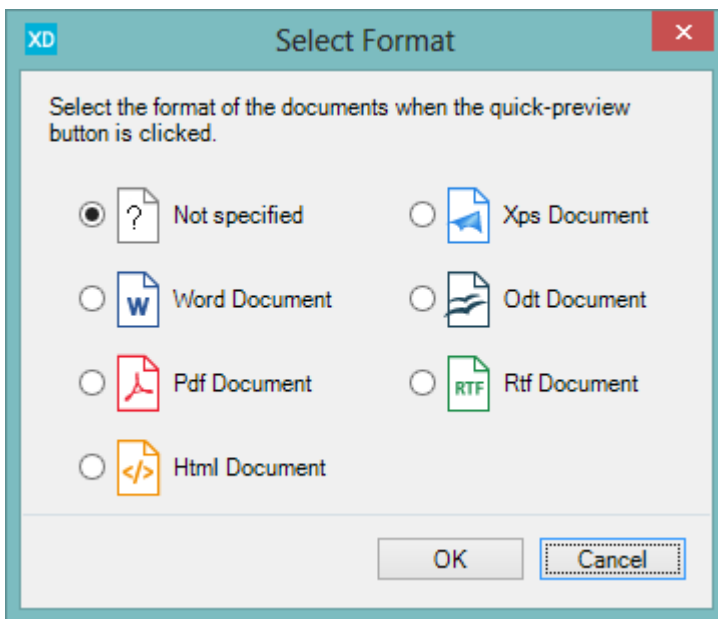 XD
Select Format
Select the format of the documents when the quick-preview
button is clicked.
? Not specified
Xps Document
W Word Document
Odt Document
Pdf Document
RTF Rtf Document
</> Html Document
OK
Cancel